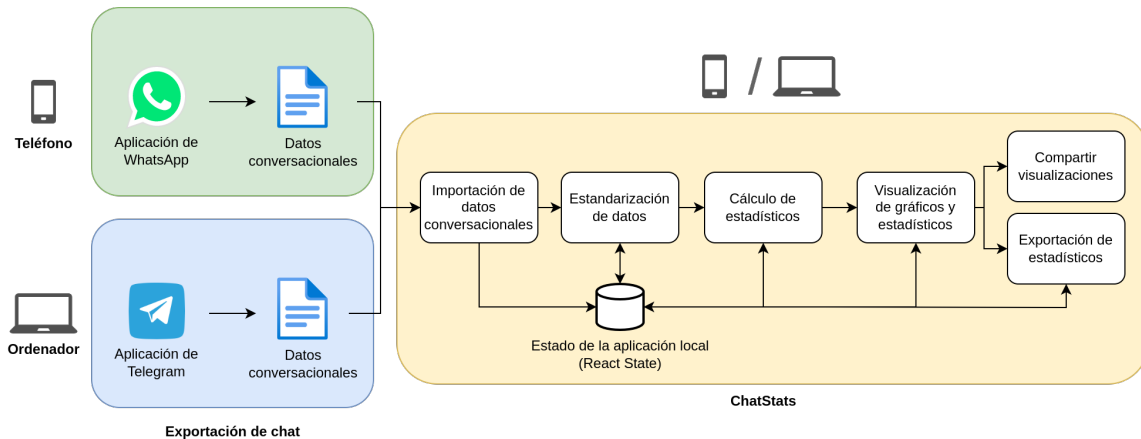 Teléfono
Aplicación de
WhatsApp
Datos
conversacionales
Ordenador
Aplicación de
Telegram
Datos
conversacionales
Exportación de chat
/
Importación de
datos
conversacionales
Estandarización
de datos
Cálculo de
estadísticos
Visualización
de gráficos y
estadísticos
Compartir
visualizaciones
Exportación de
estadísticos
Estado de la aplicación local
(React State)
ChatStats